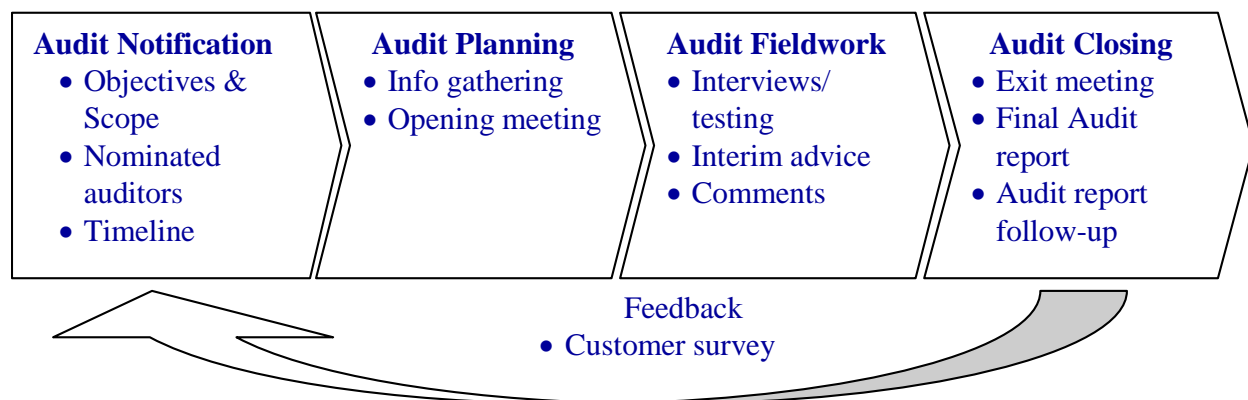 Audit Notification
• Objectives &
Scope
• Nominated
auditors
• Timeline
Audit Planning
• Info gathering
• Opening meeting
Audit Fieldwork
• Interviews/
testing
• Interim advice
• Comments
Audit Closing
• Exit meeting
• Final Audit
report
• Audit report
follow-up
Feedback
• Customer survey